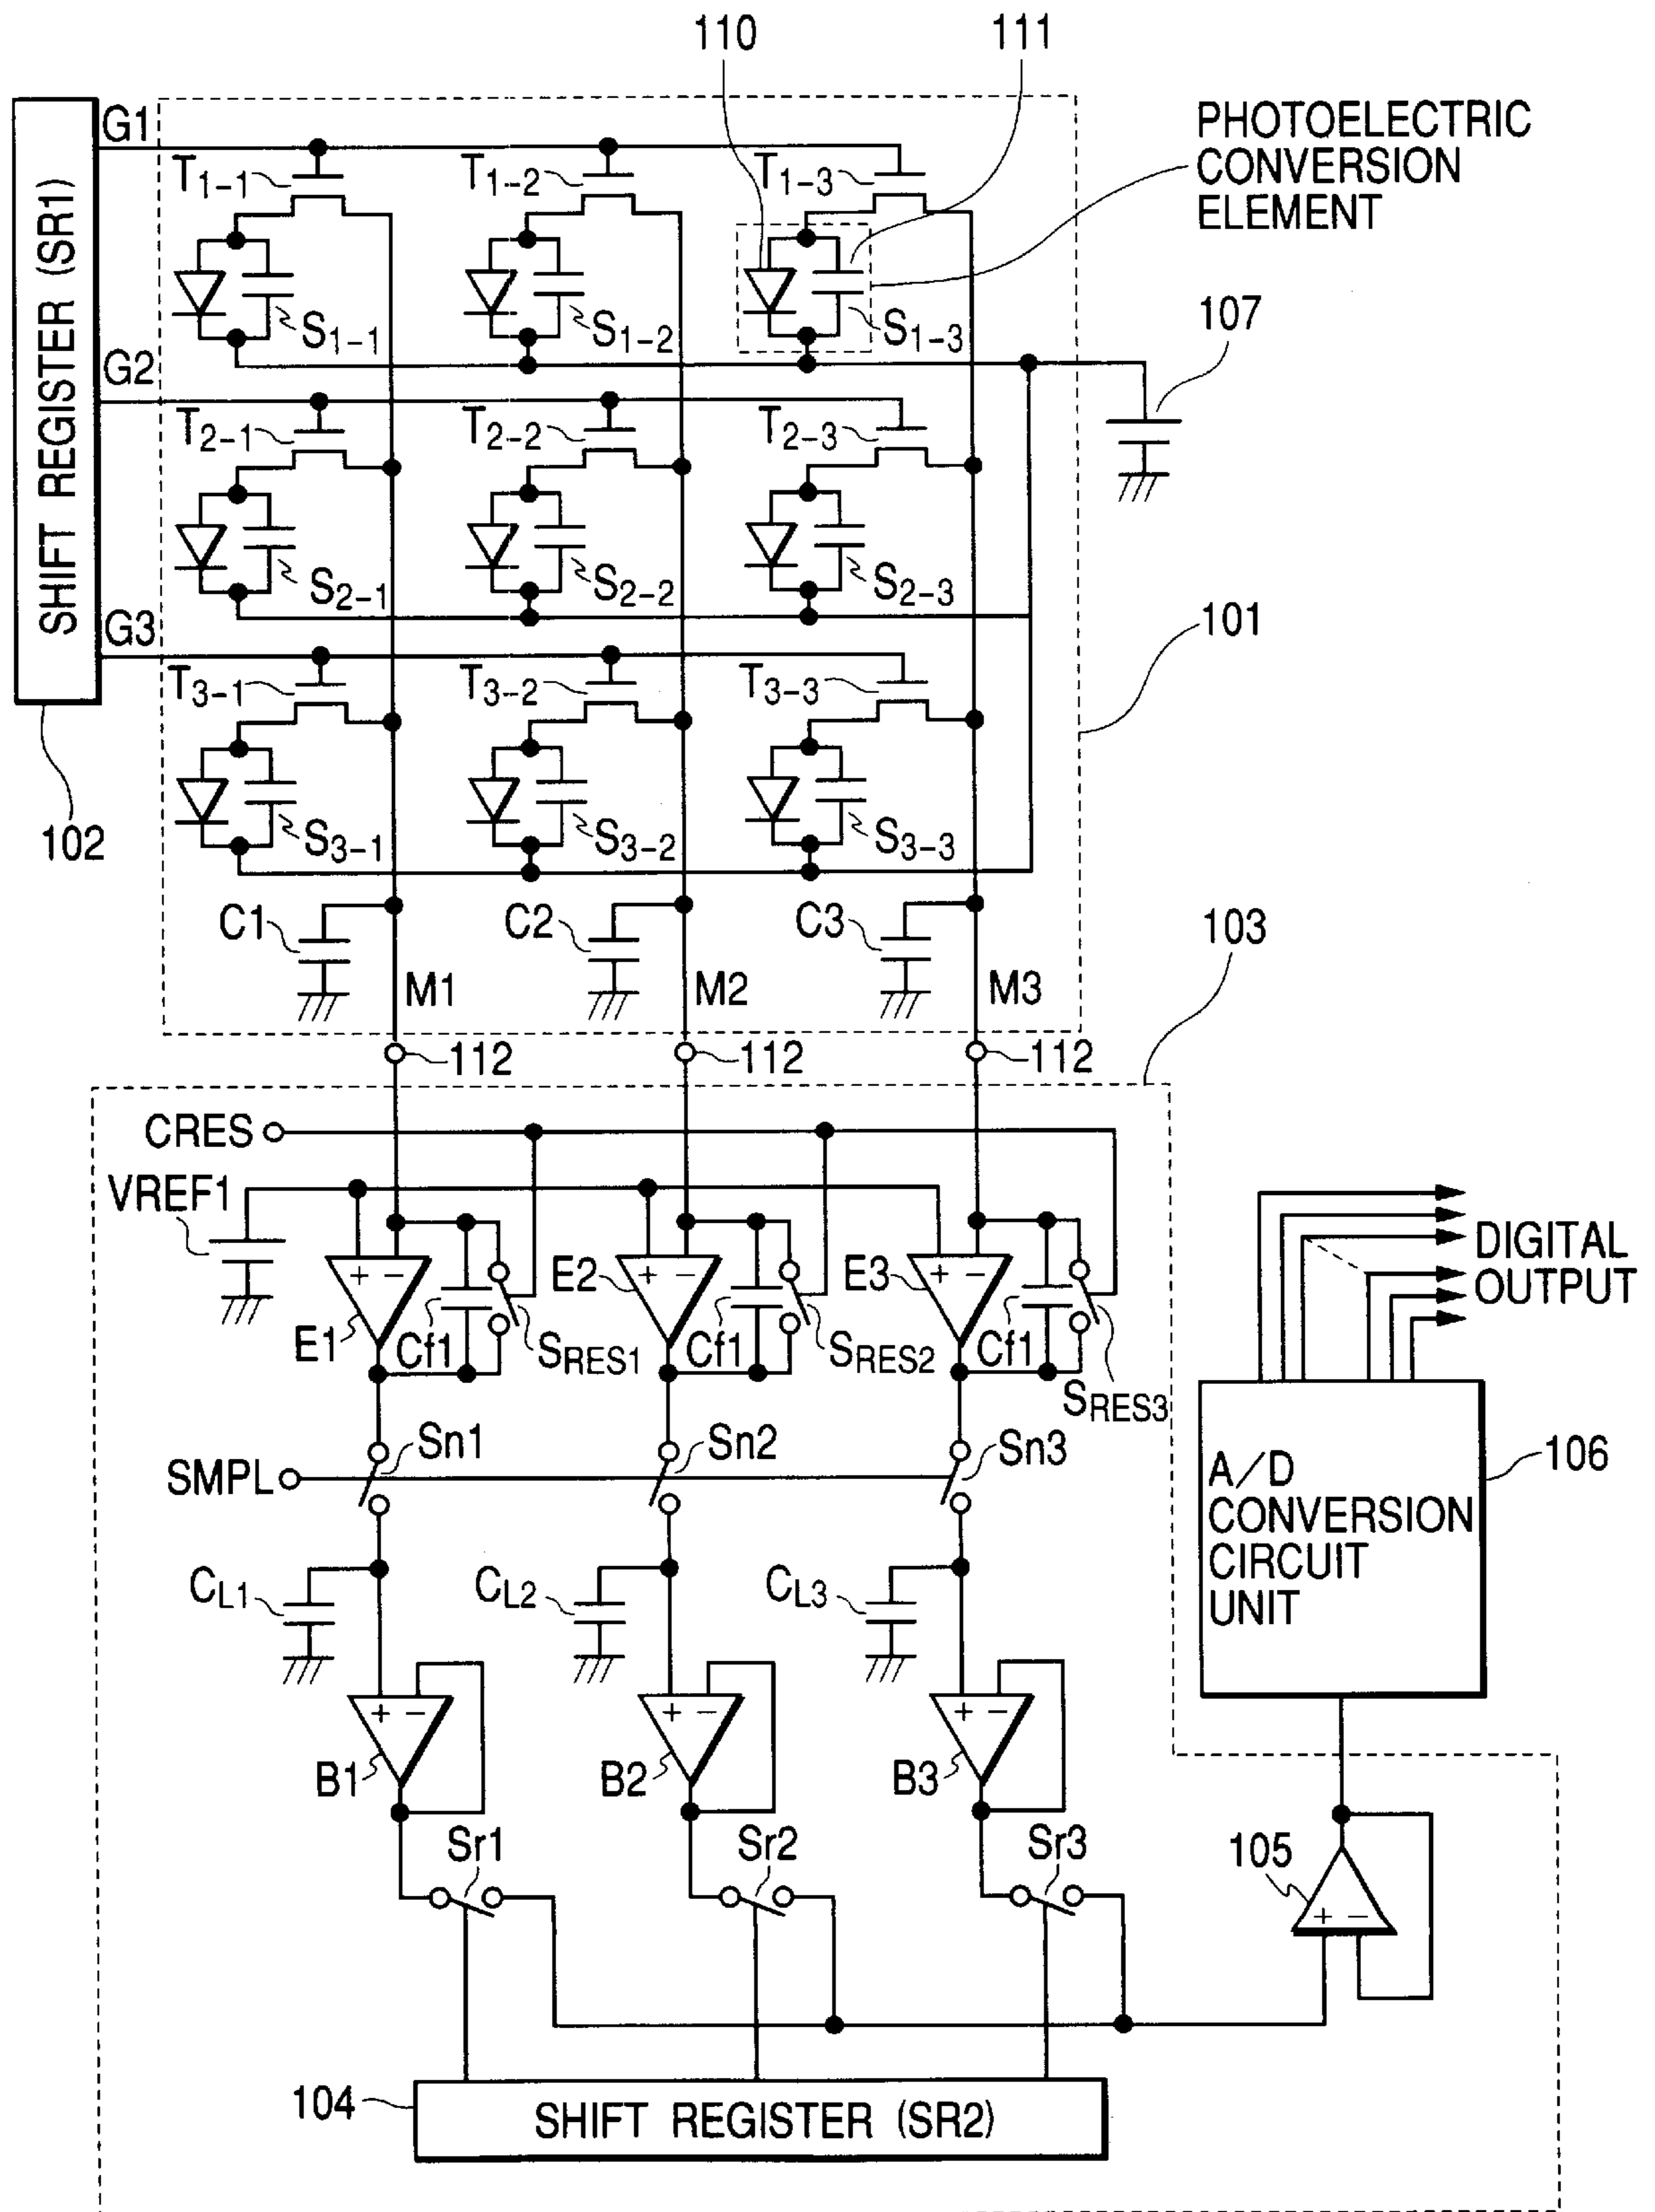 110
111
PHOTOELECTRIC
CONVERSION
ELEMENT
SHIFT REGISTER (SR1)
G1
T1-1
T1-2
T1-3
S1-1
S1-2
S1-3
107
G2
T2-1
T2-2
T2-3
S2-1
S2-2
S2-3
G3
101
T3-1
T3-2
T3-3
S3-1
S3-2
S3-3
102
C1
C2
C3
103
M1
M2
M3
112
112
112
CRES
VREF1
+ −
+ −
+ −
E1
E2
E3
Cf1
Cf1
Cf1
SRES1
SRES2
SRES3
DIGITAL
OUTPUT
SMPL
Sn1
Sn2
Sn3
A/D
CONVERSION
CIRCUIT
UNIT
106
CL1
CL2
CL3
+ −
+ −
+ −
B1
B2
B3
Sr1
Sr2
Sr3
105
+ −
104
SHIFT REGISTER (SR2)